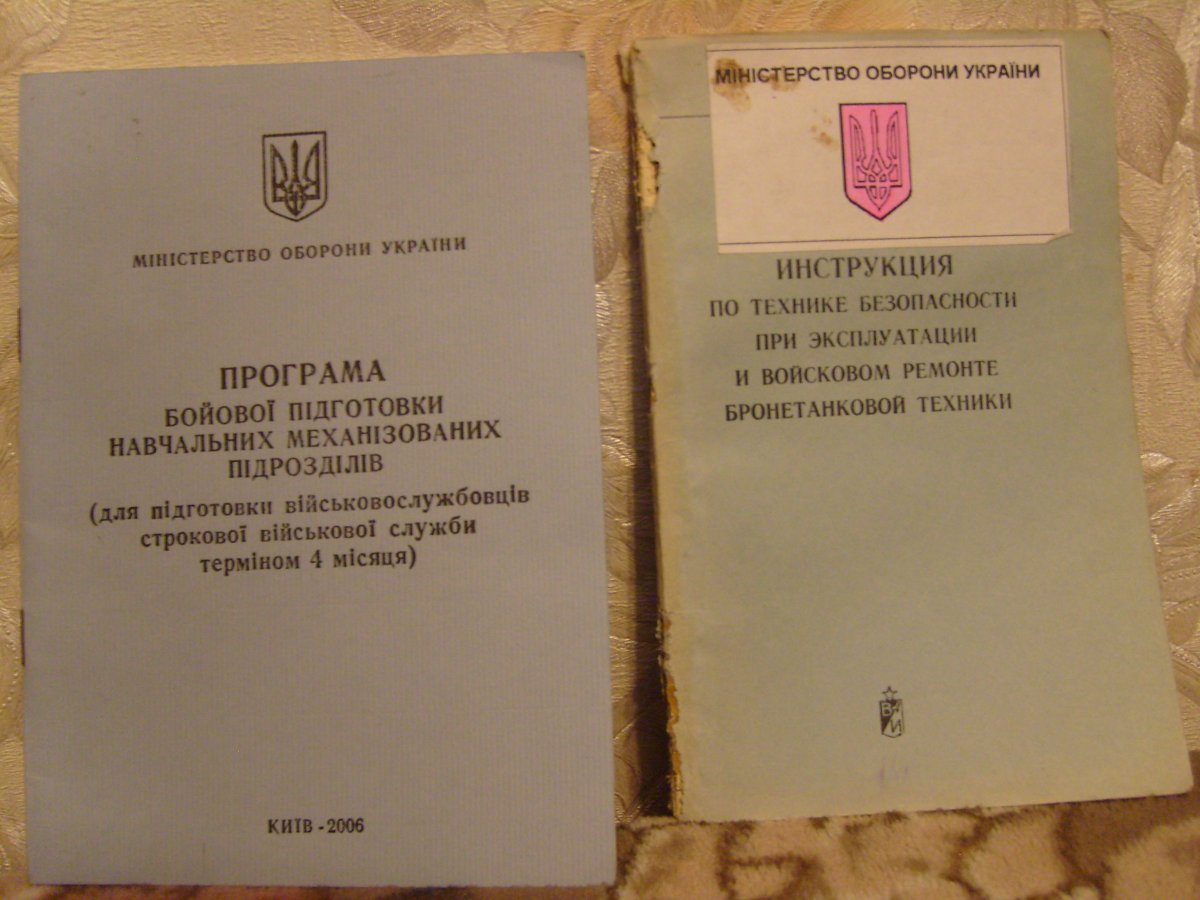 МІНІСТЕРСТВО ОБОРОНИ УКРАЇНИ
ПРОГРАМА
БОЙОВОЇ ПІДГОТОВКИ
НАВЧАЛЬНИХ МЕХАНІЗОВАНИХ
ПІДРОЗДІЛІВ
(для підготовки військовослужбовців
строкової військової служби
терміном 4 місяця)
КИЇВ - 2006
МІНІСТЕРСТВО ОБОРОНИ УКРАЇНИ
ИНСТРУКЦИЯ
ПО ТЕХНИКЕ БЕЗОПАСНОСТИ
ПРИ ЭКСПЛУАТАЦИИ
И ВОЙСКОВОМ РЕМОНТЕ
БРОНЕТАНКОВОЙ ТЕХНИКИ